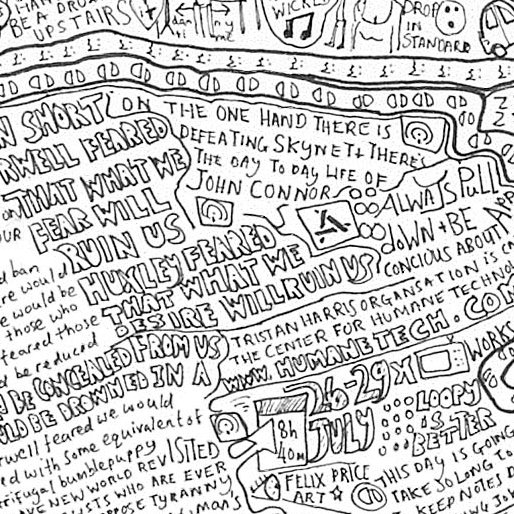 BE A DRU
UPSTAIRS
WICKED
DROP
IN
STANDARD
N SHORT
RWELL FEARED
THAT WHAT WE
FEAR WILL
RUIN US
HUXLEY FEARED
THAT WHAT WE
DESIRE WILL RUIN US
ON THE ONE HAND THERE IS
DEFEATING SKYNET + THERE'S
THE DAY TO DAY LIFE OF
JOHN CONNOR
ALWAYS PULL
DOWN + BE
CONCIOUS ABOUT
d ban
re would
e would be
those who
feared those
d be reduced
BE CONCEALED FROM US
LD BE DROWNED IN A
rwell feared we would
ed with some equivalent of
trifugal bumblepuppy
VE NEW WORLD REVISITED
ISTS WHO ARE EVER
POSE TYRANNY
man's
TRISTAN HARRIS ORGANSATION IS CA
THE CENTER FOR HUMANE TECHNO
WWW. HUMANETECH. COM
26-29
JULY
8h
40m
WORKS
LOOPY
IS
BETTER
FELIX PRICE
ART
THIS DAY IS GOING
TAKE SO LONG TO
KEEP NOTES D